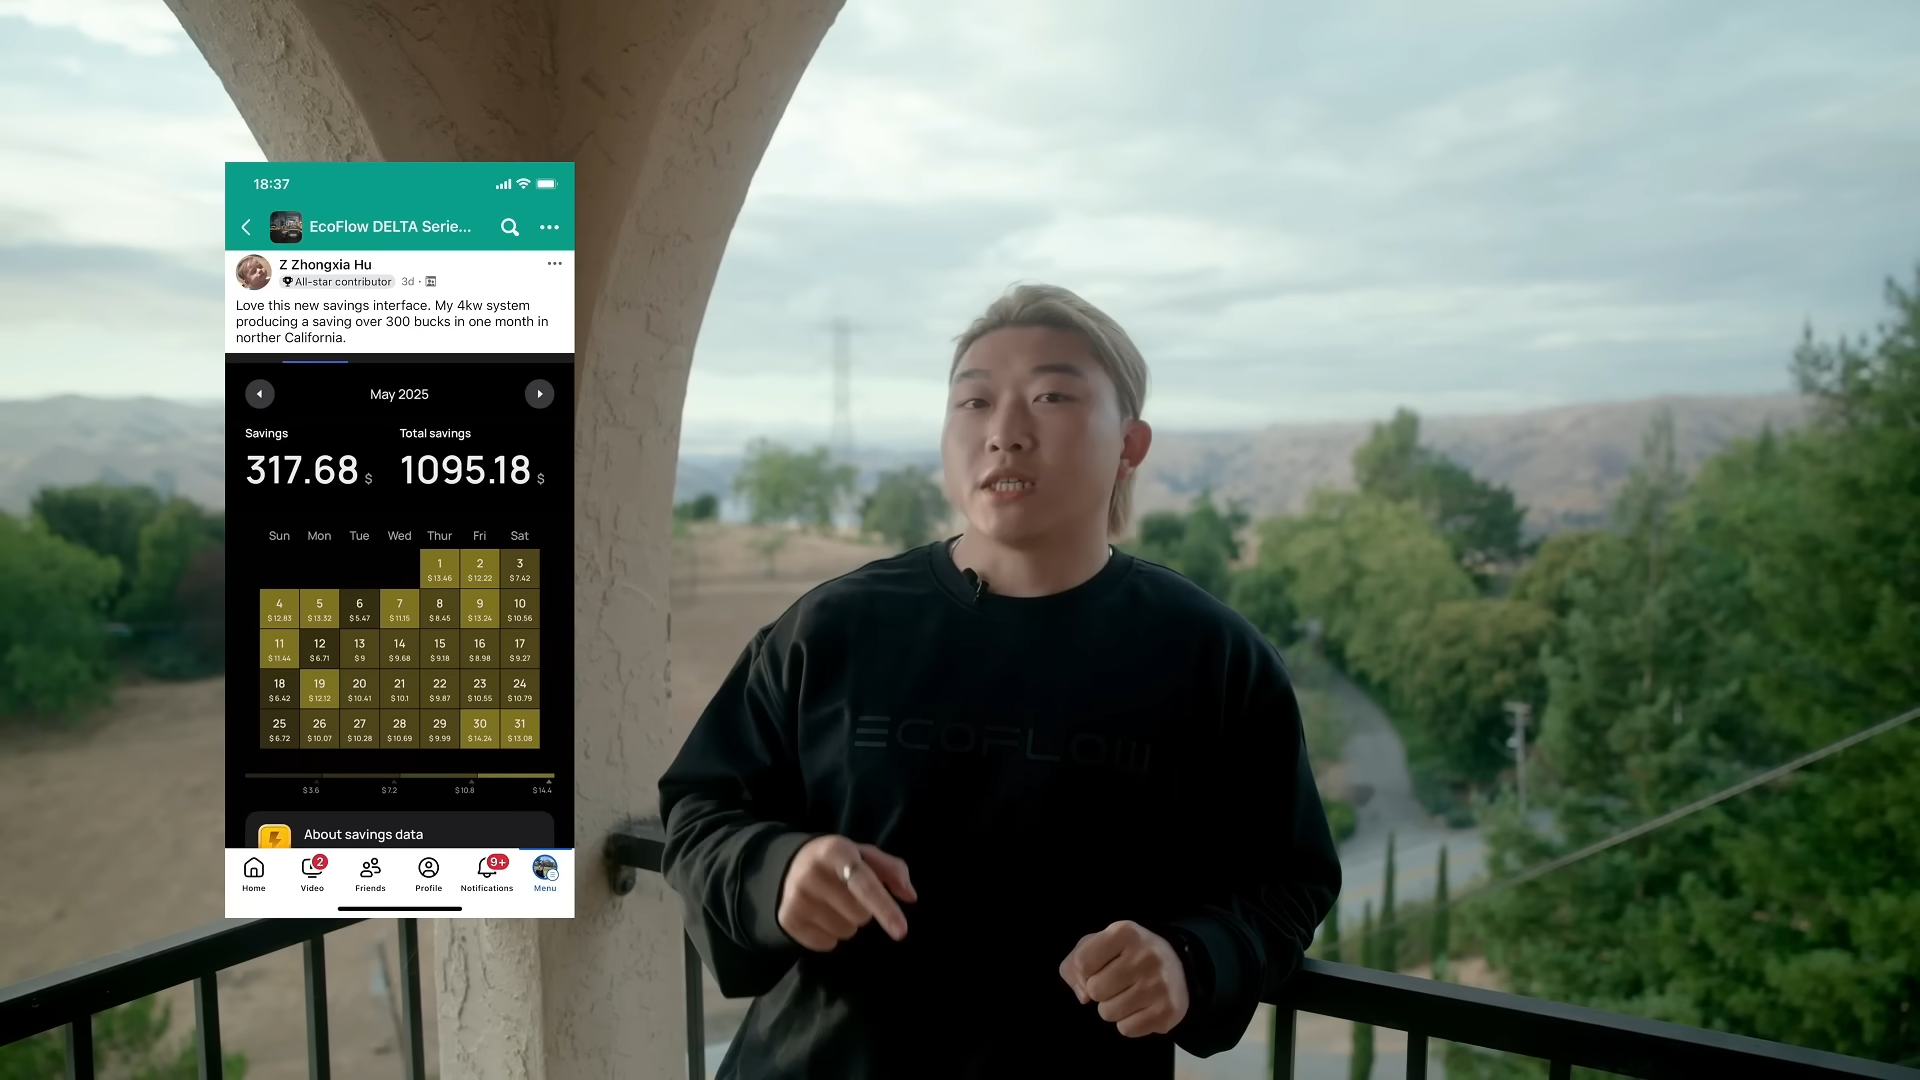 18:37
EcoFlow DELTA Serie...
Z Zhongxia Hu
All-star contributor 3d ·
Love this new savings interface. My 4kw system
producing a saving over 300 bucks in one month in
norther California.
May 2025
Savings Total savings
317.68 $ 1095.18 $
Sun Mon Tue Wed Thur Fri Sat
1 2 3
$13.46 $12.22 $7.42
4 5 6 7 8 9 10
$12.83 $13.32 $5.47 $11.15 $8.45 $13.24 $10.56
11 12 13 14 15 16 17
$11.44 $6.71 $9 $9.68 $9.18 $8.98 $9.27
18 19 20 21 22 23 24
$6.42 $12.12 $10.41 $10.1 $9.87 $10.55 $10.79
25 26 27 28 29 30 31
$6.72 $10.07 $10.28 $10.69 $9.99 $14.24 $13.08
$3.6 $7.2 $10.8 $14.4
About savings data
2 9+
Home Video Friends Profile Notifications Menu
ECOFLOW